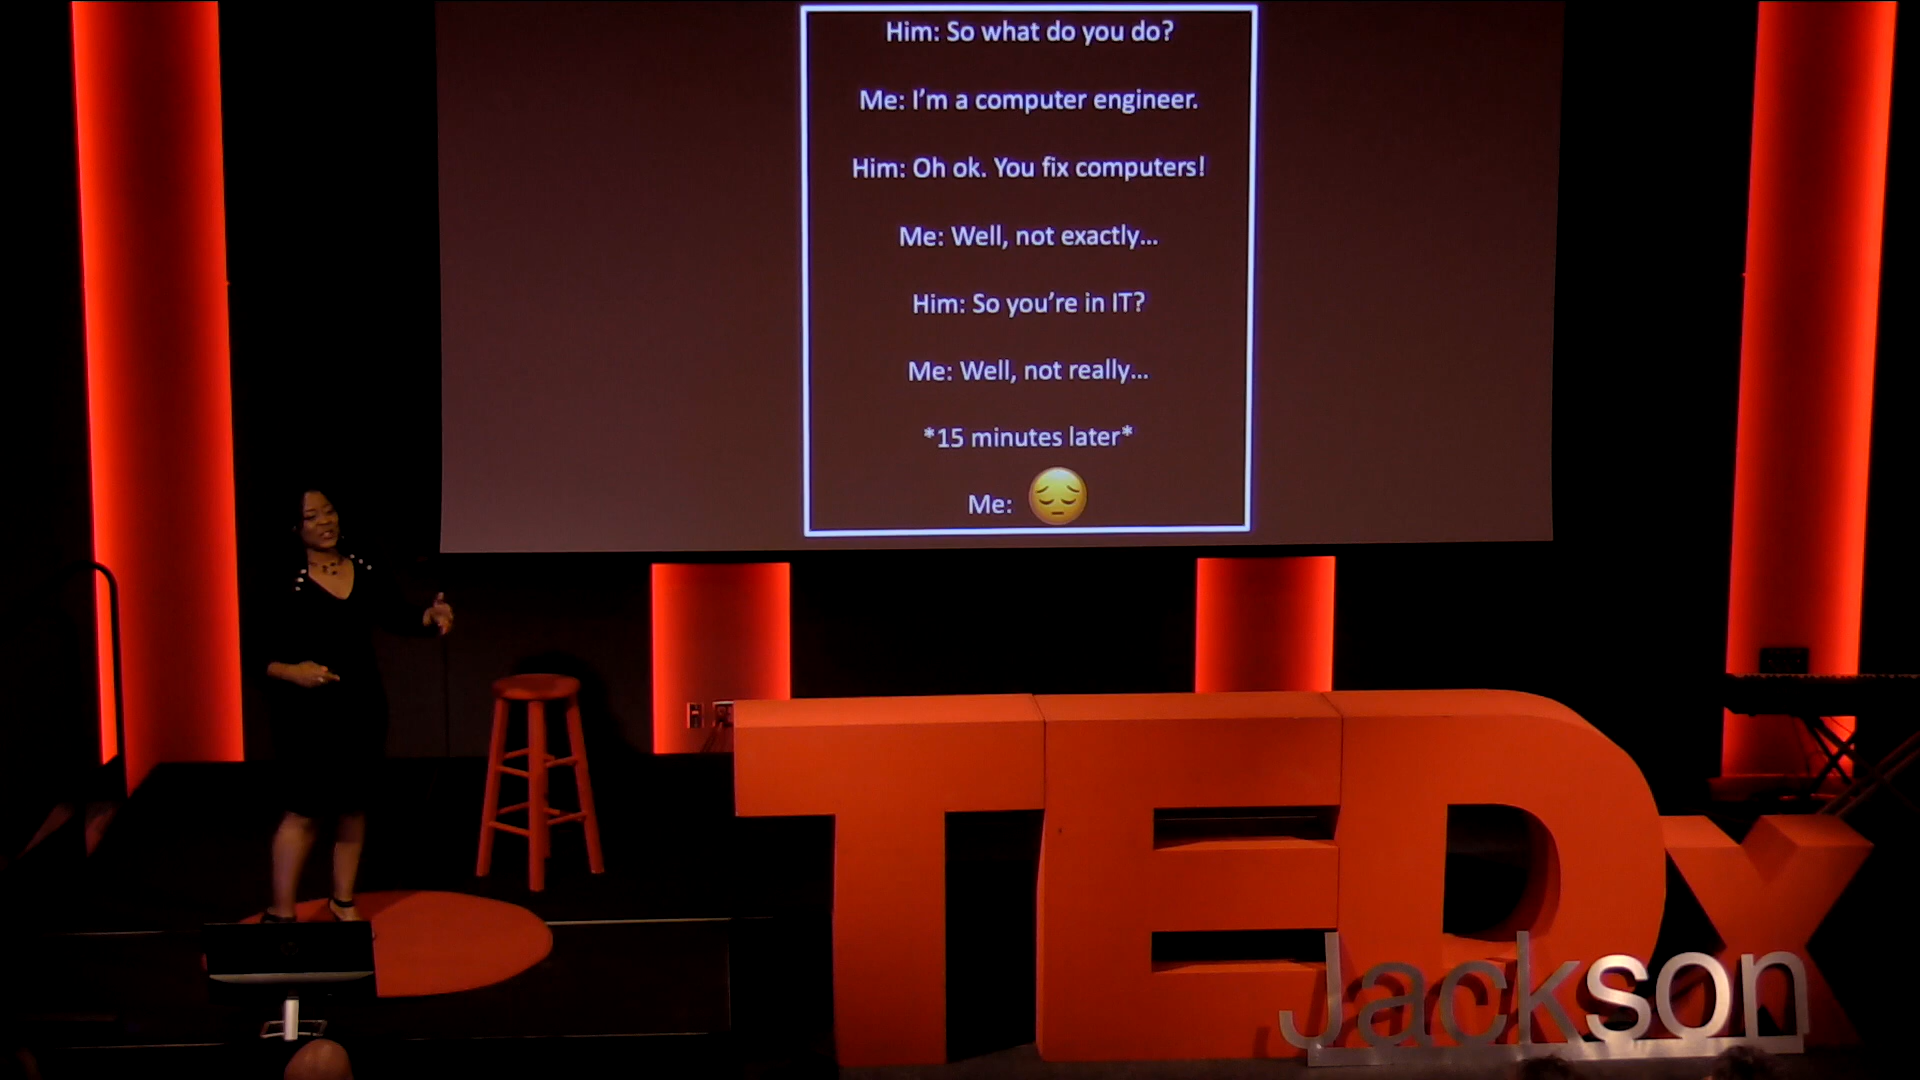 Him: So what do you do?
Me: I’m a computer engineer.
Him: Oh ok. You fix computers!
Me: Well, not exactly...
Him: So you’re in IT?
Me: Well, not really...
*15 minutes later*
Me:
TEDx
Jackson